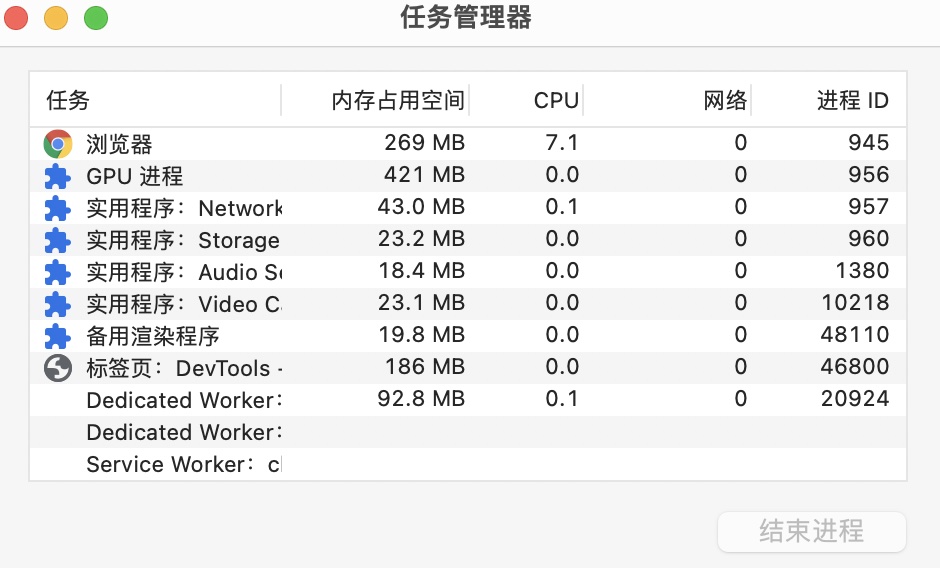 任务管理器
任务 内存占用空间 CPU 网络 进程 ID
浏览器 269 MB 7.1 0 945
GPU 进程 421 MB 0.0 0 956
实用程序：Network 43.0 MB 0.1 0 957
实用程序：Storage 23.2 MB 0.0 0 960
实用程序：Audio Se 18.4 MB 0.0 0 1380
实用程序：Video Ca 23.1 MB 0.0 0 10218
备用渲染程序 19.8 MB 0.0 0 48110
标签页：DevTools - 186 MB 0.0 0 46800
Dedicated Worker: 92.8 MB 0.1 0 20924
Dedicated Worker:
Service Worker：cl
结束进程